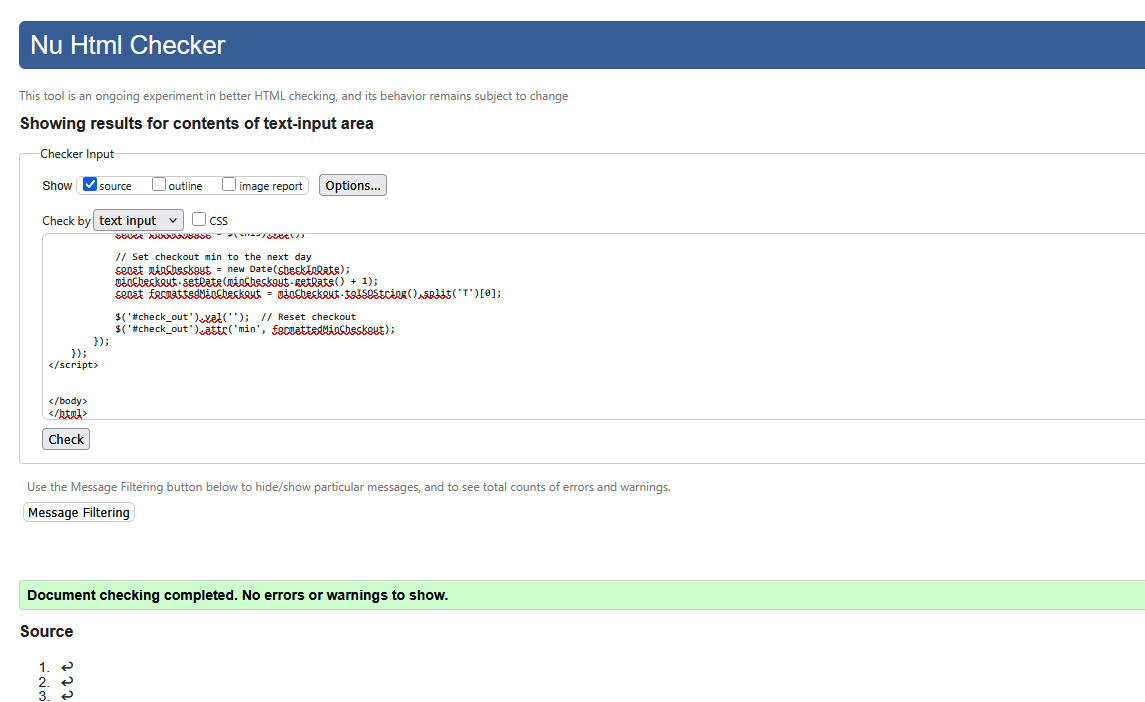 Nu Html Checker
This tool is an ongoing experiment in better HTML checking, and its behavior remains subject to change
Showing results for contents of text-input area
Checker Input
Show source outline image report Options...
Check by text input CSS
// Set checkout min to the next day
const minCheckout = new Date(checkInDate);
minCheckout.setDate(minCheckout.getDate() + 1);
const formattedMinCheckout = minCheckout.toISOString().split('T')[0];
$('#check_out').val('');  // Reset checkout
$('#check_out').attr('min', formattedMinCheckout);
});
});
</script>
</body>
</html>
Check
Use the Message Filtering button below to hide/show particular messages, and to see total counts of errors and warnings.
Message Filtering
Document checking completed. No errors or warnings to show.
Source
1. ↩
2. ↩
3. ↩